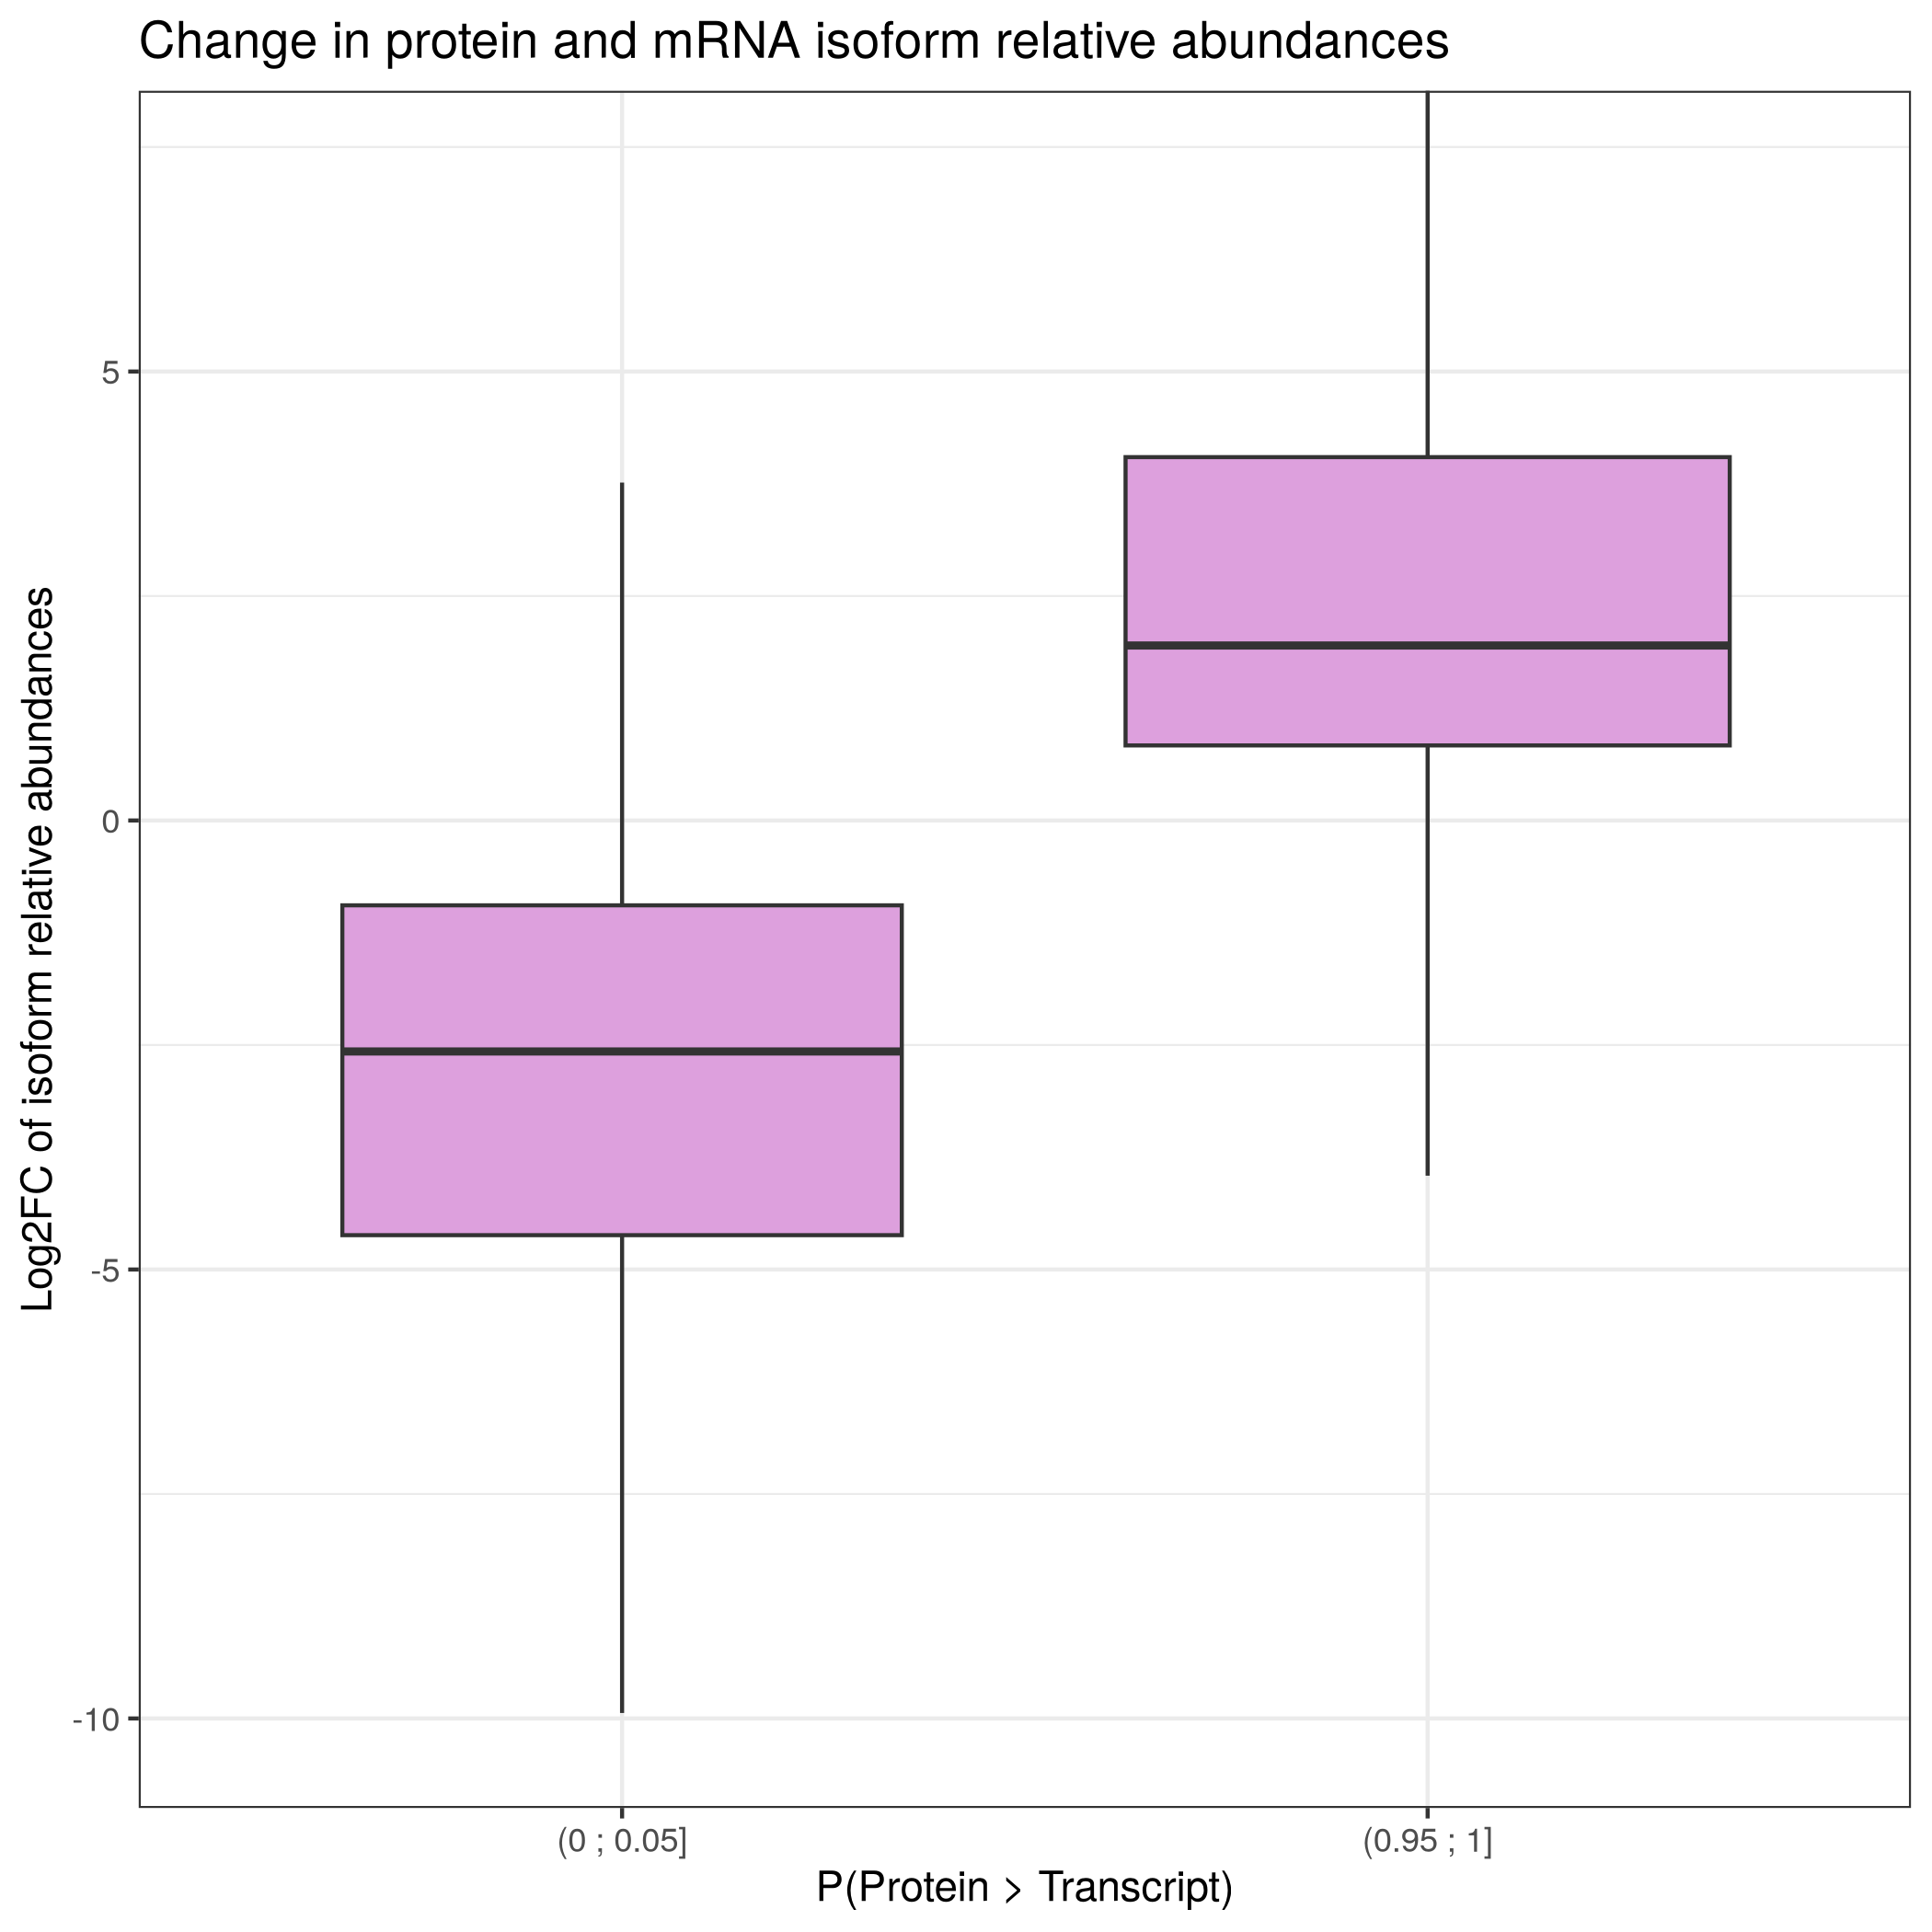 Change in protein and mRNA isoform relative abundances
Log2FC of isoform relative abundances
5
0
-5
-10
(0 ; 0.05]
(0.95 ; 1]
P(Protein > Transcript)